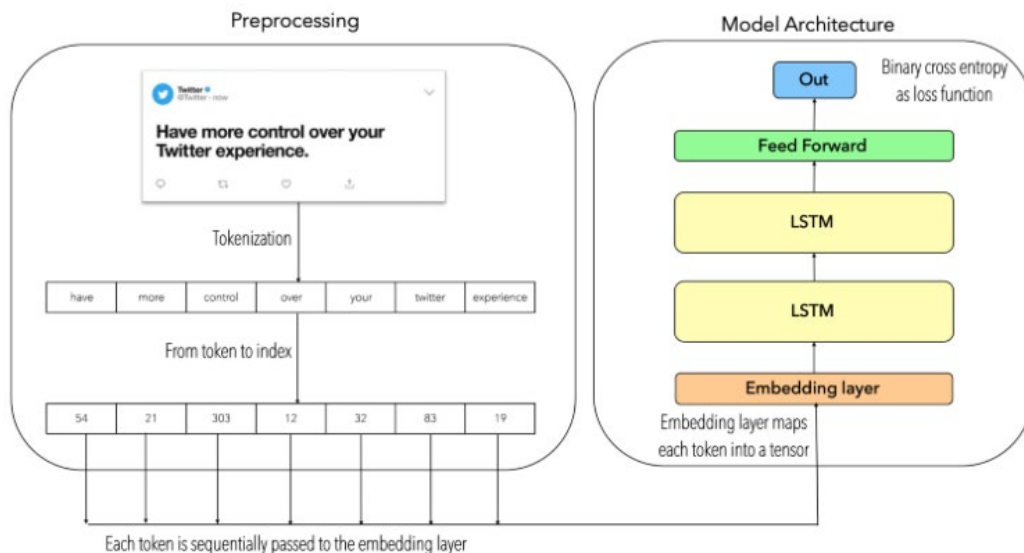 Preprocessing
Twitter
@Twitter · now
Have more control over your
Twitter experience.
Tokenization
have more control over your twitter experience
From token to index
54 21 303 12 32 83 19
Each token is sequentially passed to the embedding layer
Model Architecture
Out
Binary cross entropy
as loss function
Feed Forward
LSTM
LSTM
Embedding layer
Embedding layer maps
each token into a tensor